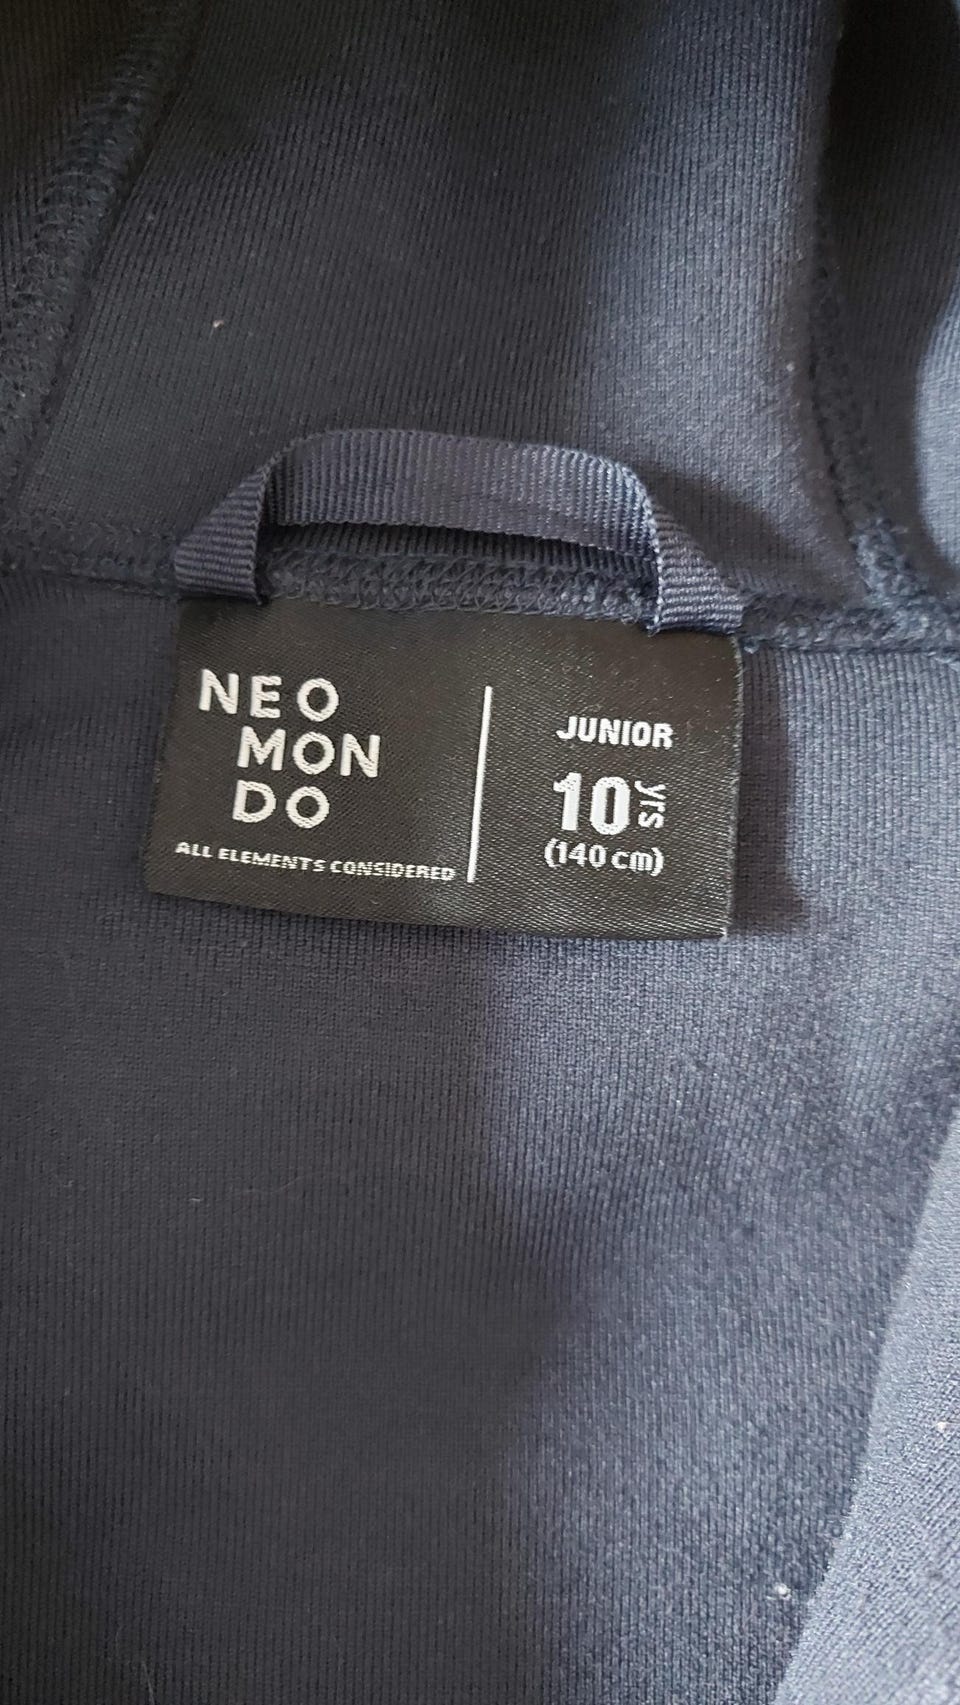 NEO
MON
DO
ALL ELEMENTS CONSIDERED
JUNIOR
10 yrs
(140 cm)